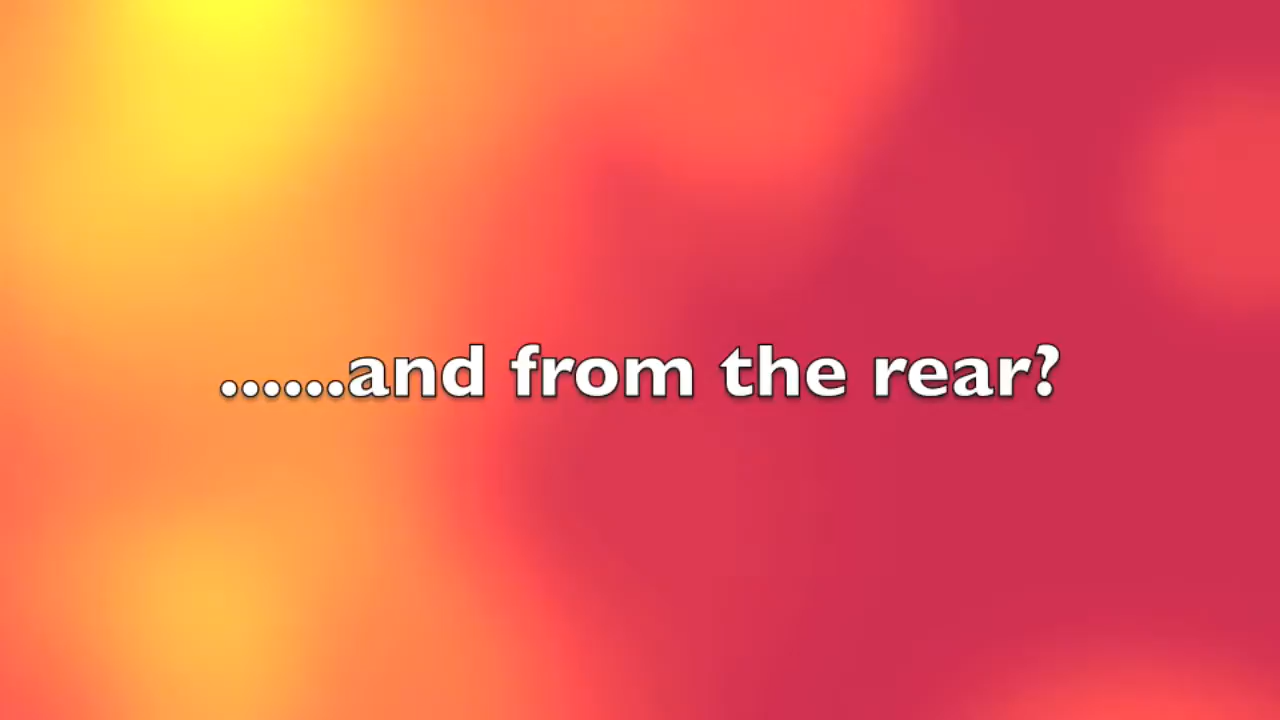 ......and from the rear?